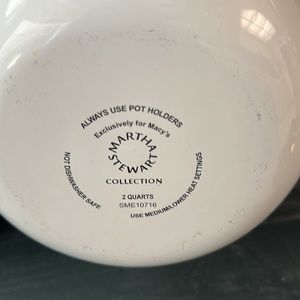 ALWAYS USE POT HOLDERS
Exclusively for Macy's
MARTHA
STEWART
COLLECTION
2 QUARTS
SME10716
NOT DISHWASHER SAFE
USE MEDIUM/LOWER HEAT SETTINGS